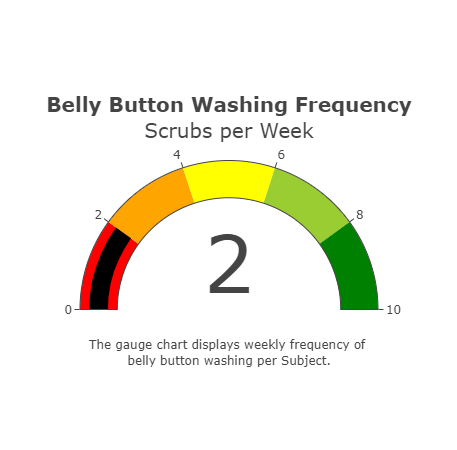 Belly Button Washing Frequency
Scrubs per Week
4
6
2
8
2
0
10
The gauge chart displays weekly frequency of
belly button washing per Subject.